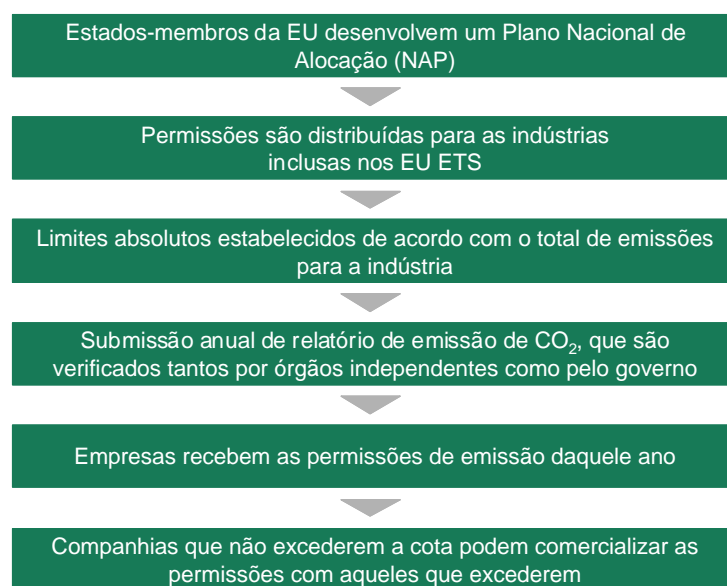 Estados-membros da EU desenvolvem um Plano Nacional de
Alocação (NAP)
Permissões são distribuídas para as indústrias
inclusas nos EU ETS
Limites absolutos estabelecidos de acordo com o total de emissões
para a indústria
Submissão anual de relatório de emissão de CO₂, que são
verificados tantos por órgãos independentes como pelo governo
Empresas recebem as permissões de emissão daquele ano
Companhias que não excederem a cota podem comercializar as
permissões com aqueles que excederem